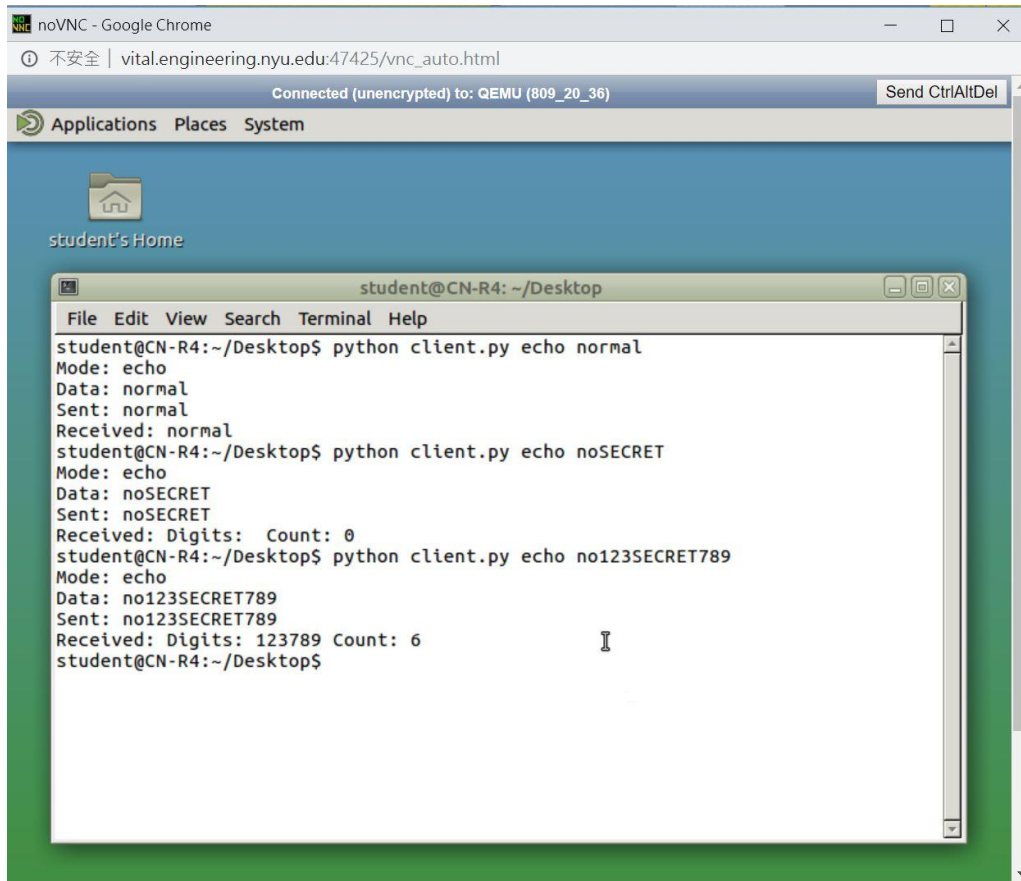 noVNC - Google Chrome
不安全 | vital.engineering.nyu.edu:47425/vnc_auto.html
Connected (unencrypted) to: QEMU (809_20_36)
Send CtrlAltDel
Applications Places System
student's Home
student@CN-R4: ~/Desktop
File Edit View Search Terminal Help
student@CN-R4:~/Desktop$ python client.py echo normal
Mode: echo
Data: normal
Sent: normal
Received: normal
student@CN-R4:~/Desktop$ python client.py echo noSECRET
Mode: echo
Data: noSECRET
Sent: noSECRET
Received: Digits:  Count: 0
student@CN-R4:~/Desktop$ python client.py echo no123SECRET789
Mode: echo
Data: no123SECRET789
Sent: no123SECRET789
Received: Digits: 123789 Count: 6
student@CN-R4:~/Desktop$